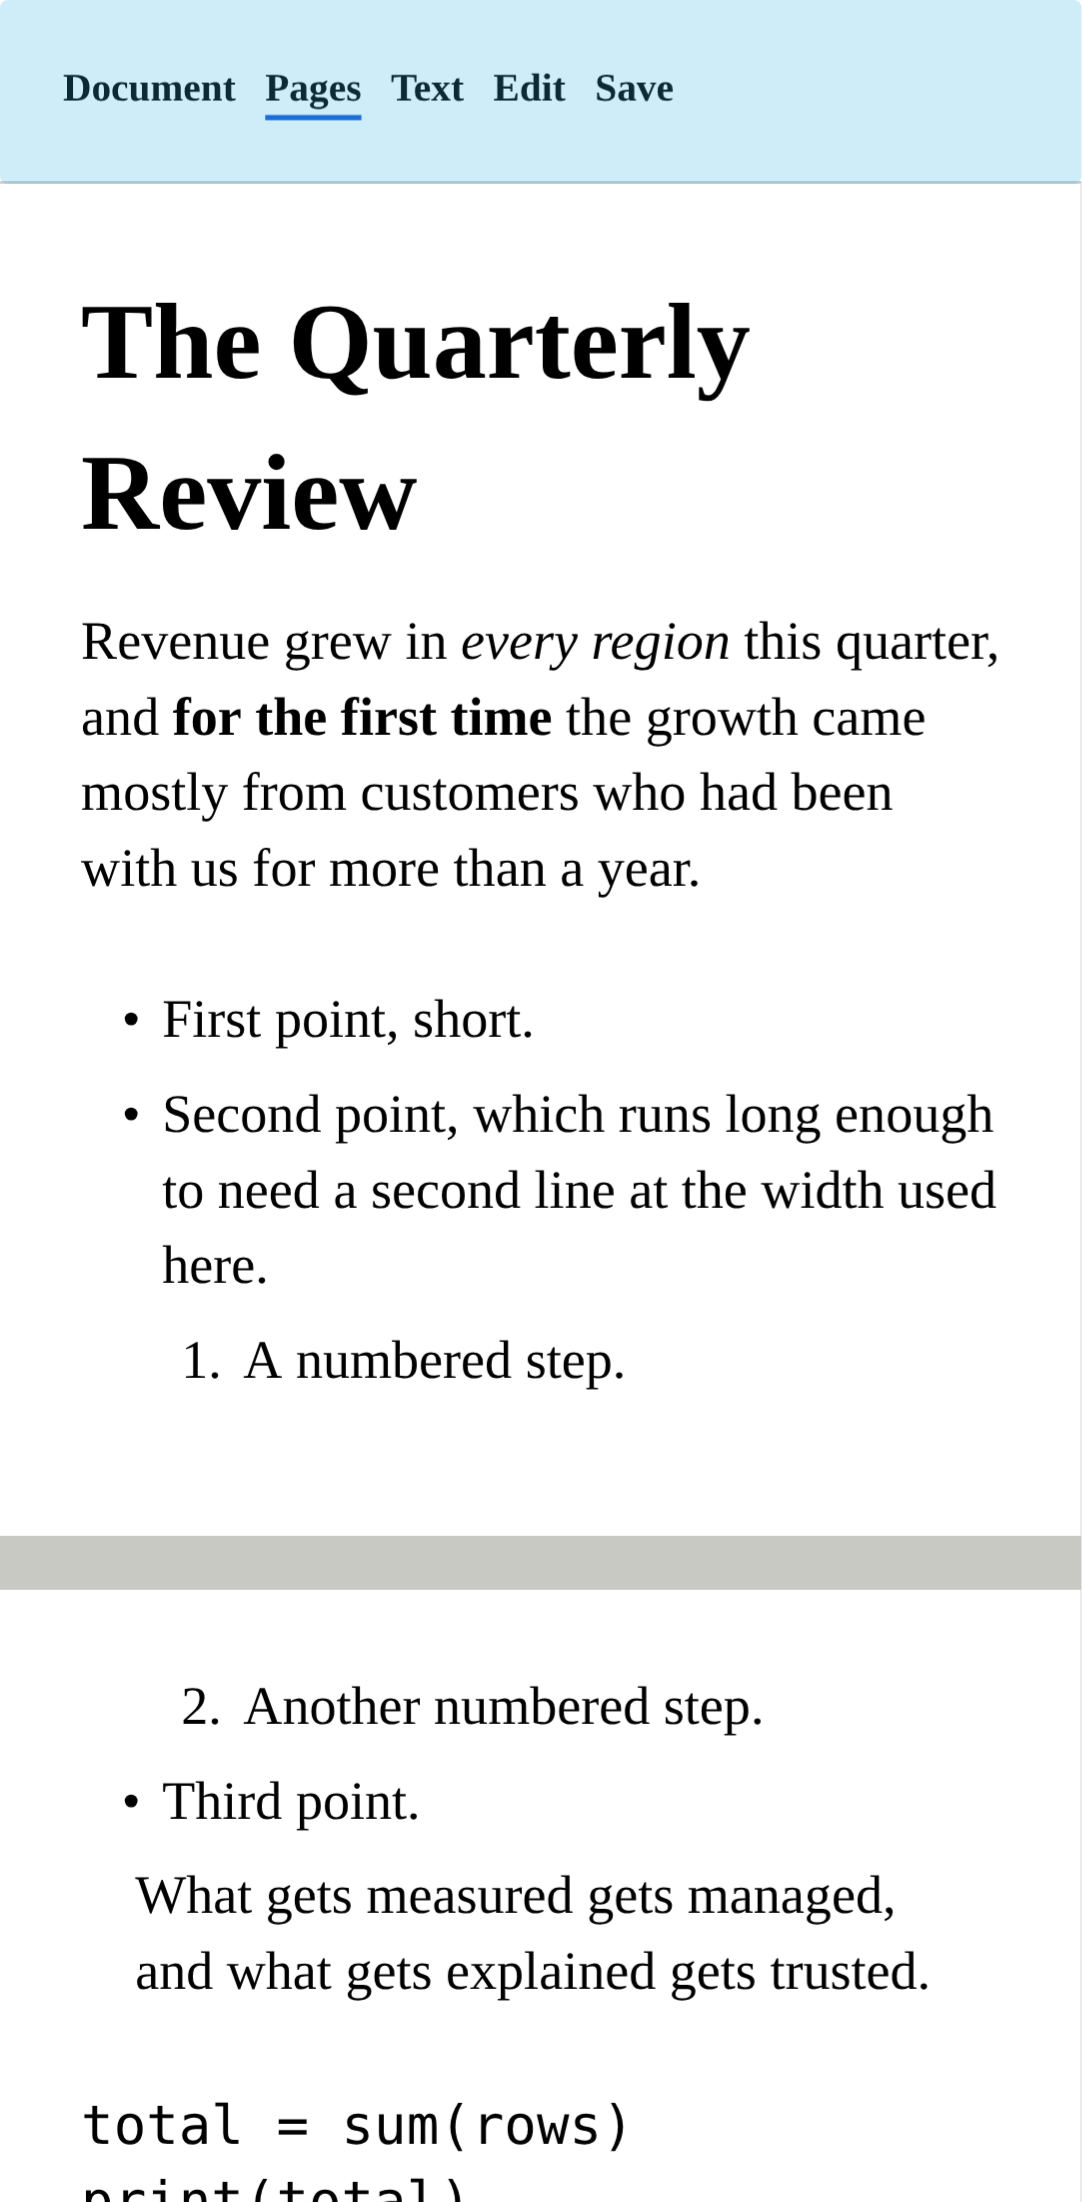 Document Pages Text Edit Save
The Quarterly
Review
Revenue grew in every region this quarter,
and for the first time the growth came
mostly from customers who had been
with us for more than a year.
• First point, short.
• Second point, which runs long enough
to need a second line at the width used
here.
1. A numbered step.
2. Another numbered step.
• Third point.
What gets measured gets managed,
and what gets explained gets trusted.
total = sum(rows)
print(total)